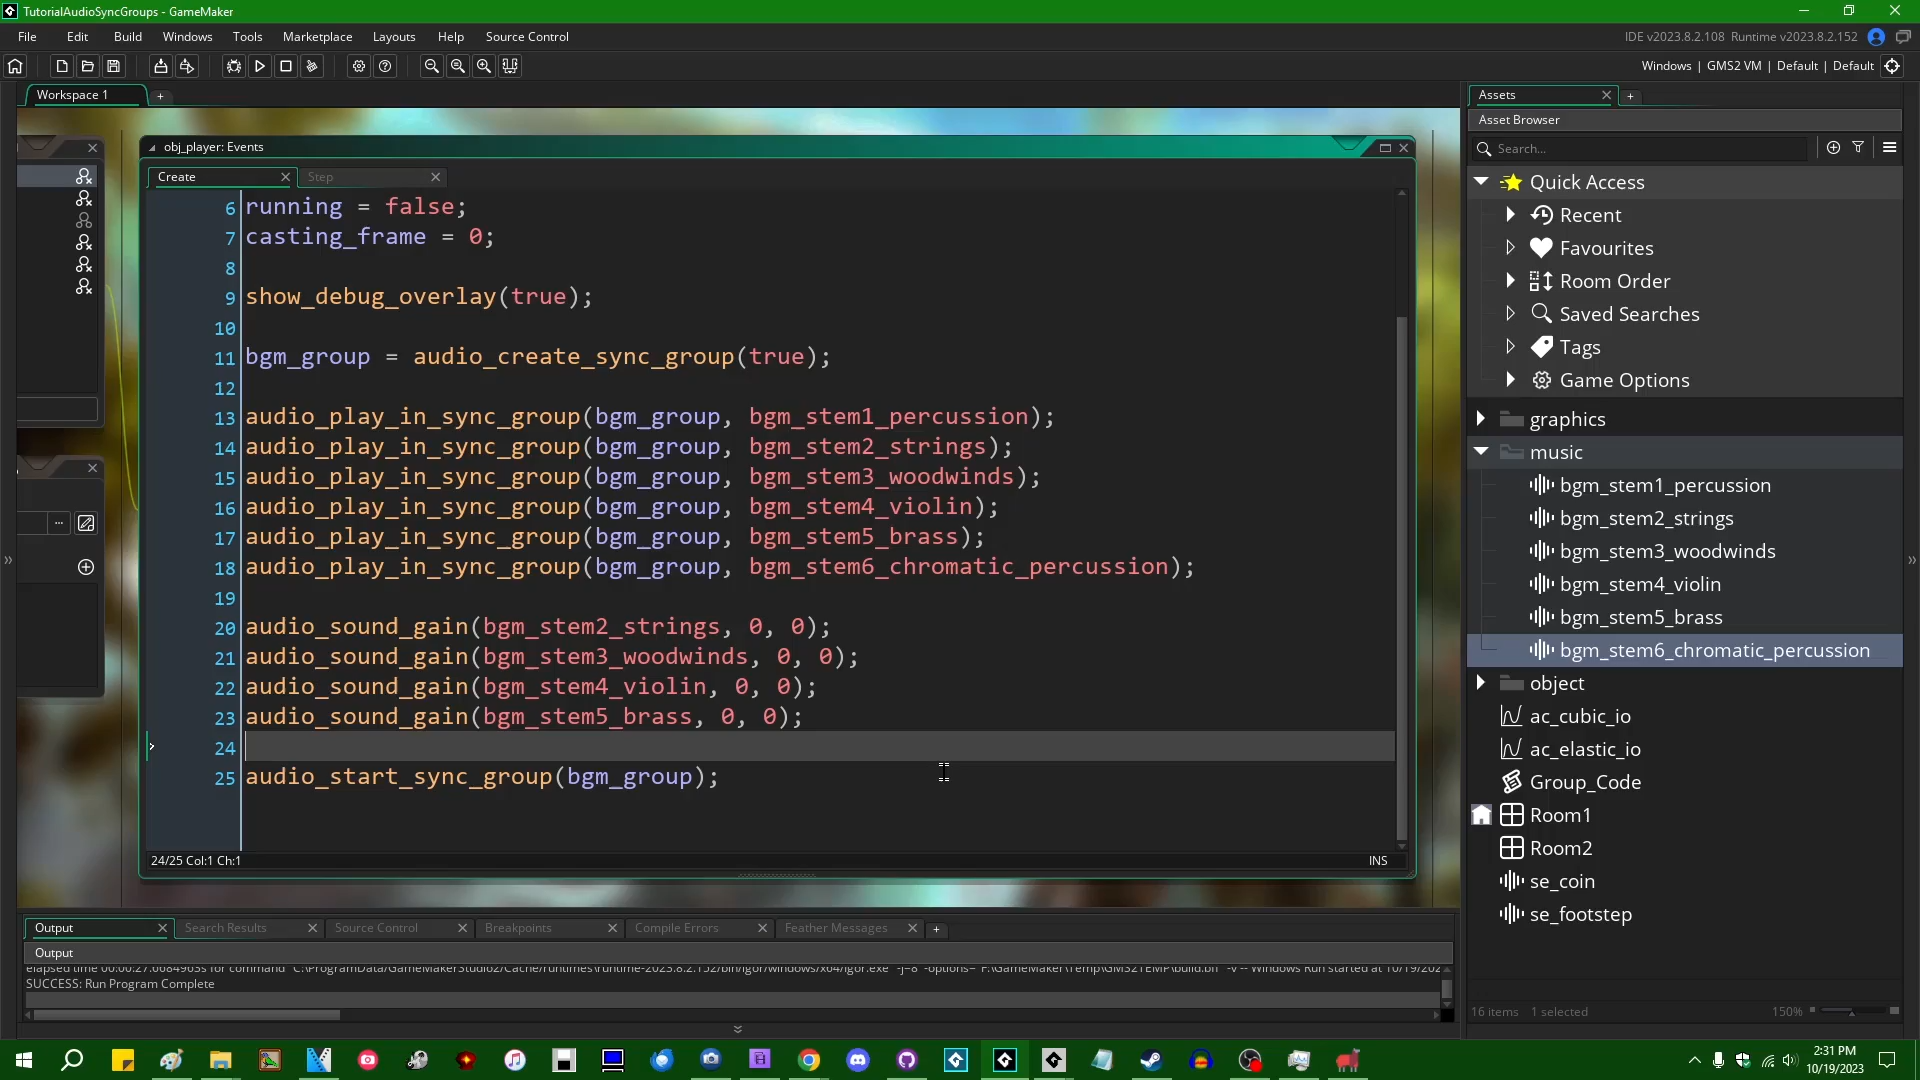 TutorialAudioSyncGroups - GameMaker
File Edit Build Windows Tools Marketplace Layouts Help Source Control
IDE v2023.8.2.108 Runtime v2023.8.2.152
Windows | GMS2 VM | Default | Default
Workspace 1
obj_player: Events
Create Step
6 running = false;
7 casting_frame = 0;
8
9 show_debug_overlay(true);
10
11 bgm_group = audio_create_sync_group(true);
12
13 audio_play_in_sync_group(bgm_group, bgm_stem1_percussion);
14 audio_play_in_sync_group(bgm_group, bgm_stem2_strings);
15 audio_play_in_sync_group(bgm_group, bgm_stem3_woodwinds);
16 audio_play_in_sync_group(bgm_group, bgm_stem4_violin);
17 audio_play_in_sync_group(bgm_group, bgm_stem5_brass);
18 audio_play_in_sync_group(bgm_group, bgm_stem6_chromatic_percussion);
19
20 audio_sound_gain(bgm_stem2_strings, 0, 0);
21 audio_sound_gain(bgm_stem3_woodwinds, 0, 0);
22 audio_sound_gain(bgm_stem4_violin, 0, 0);
23 audio_sound_gain(bgm_stem5_brass, 0, 0);
24
25 audio_start_sync_group(bgm_group);
24/25 Col:1 Ch:1 INS
Assets
Asset Browser
Search...
Quick Access
Recent
Favourites
Room Order
Saved Searches
Tags
Game Options
graphics
music
bgm_stem1_percussion
bgm_stem2_strings
bgm_stem3_woodwinds
bgm_stem4_violin
bgm_stem5_brass
bgm_stem6_chromatic_percussion
object
ac_cubic_io
ac_elastic_io
Group_Code
Room1
Room2
se_coin
se_footstep
16 items 1 selected 150%
Output Search Results Source Control Breakpoints Compile Errors Feather Messages
Output
SUCCESS: Run Program Complete
2:31 PM
10/19/2023